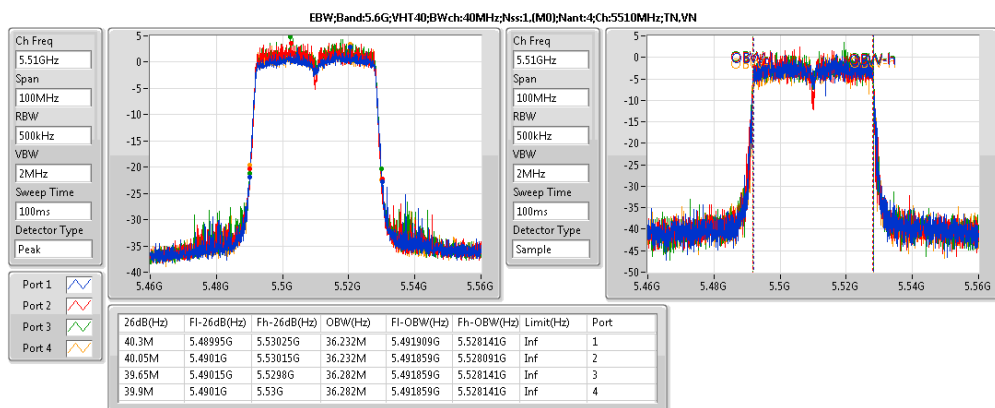 EBW;Band:5.6G;VHT40;BWch:40MHz;Nss:1,(M0);Nant:4;Ch:5510MHz;TN,VN
Ch Freq
5.51GHz
Span
100MHz
RBW
500kHz
VBW
2MHz
Sweep Time
100ms
Detector Type
Peak
5
0
-5
-10
-15
-20
-25
-30
-35
-40
5.46G 5.48G 5.5G 5.52G 5.54G 5.56G
Ch Freq
5.51GHz
Span
100MHz
RBW
500kHz
VBW
2MHz
Sweep Time
100ms
Detector Type
Sample
5
0
-5
-10
-15
-20
-25
-30
-35
-40
-45
-50
OBW-h
5.46G 5.48G 5.5G 5.52G 5.54G 5.56G
Port 1
Port 2
Port 3
Port 4
26dB(Hz) Fl-26dB(Hz) Fh-26dB(Hz) OBW(Hz) Fl-OBW(Hz) Fh-OBW(Hz) Limit(Hz) Port
40.3M 5.48995G 5.53025G 36.232M 5.491909G 5.528141G Inf 1
40.05M 5.4901G 5.53015G 36.232M 5.491859G 5.528091G Inf 2
39.65M 5.49015G 5.5298G 36.282M 5.491859G 5.528141G Inf 3
39.9M 5.4901G 5.53G 36.282M 5.491859G 5.528141G Inf 4